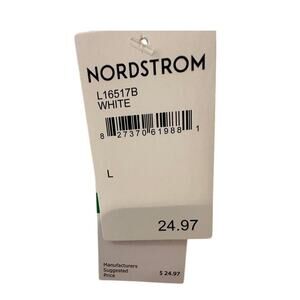 NORDSTROM
L16517B
WHITE
8 27370 61988 1
L
24.97
Manufacturers
Suggested
Price $ 24.97